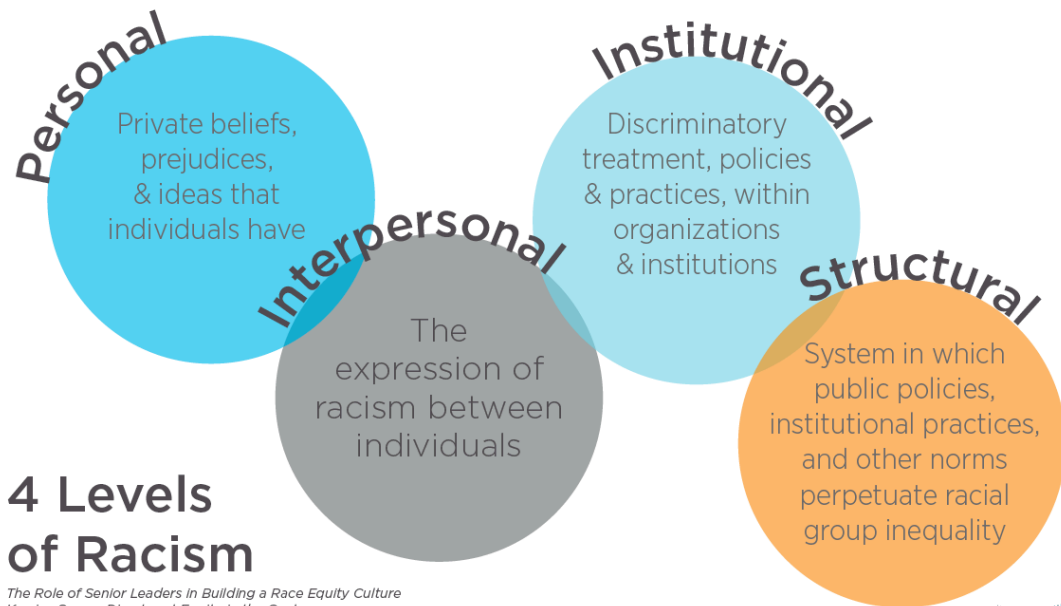 Personal
Private beliefs,
prejudices,
& ideas that
individuals have
Interpersonal
The
expression of
racism between
individuals
Institutional
Discriminatory
treatment, policies
& practices, within
organizations
& institutions
Structural
System in which
public policies,
institutional practices,
and other norms
perpetuate racial
group inequality
4 Levels
of Racism
The Role of Senior Leaders in Building a Race Equity Culture